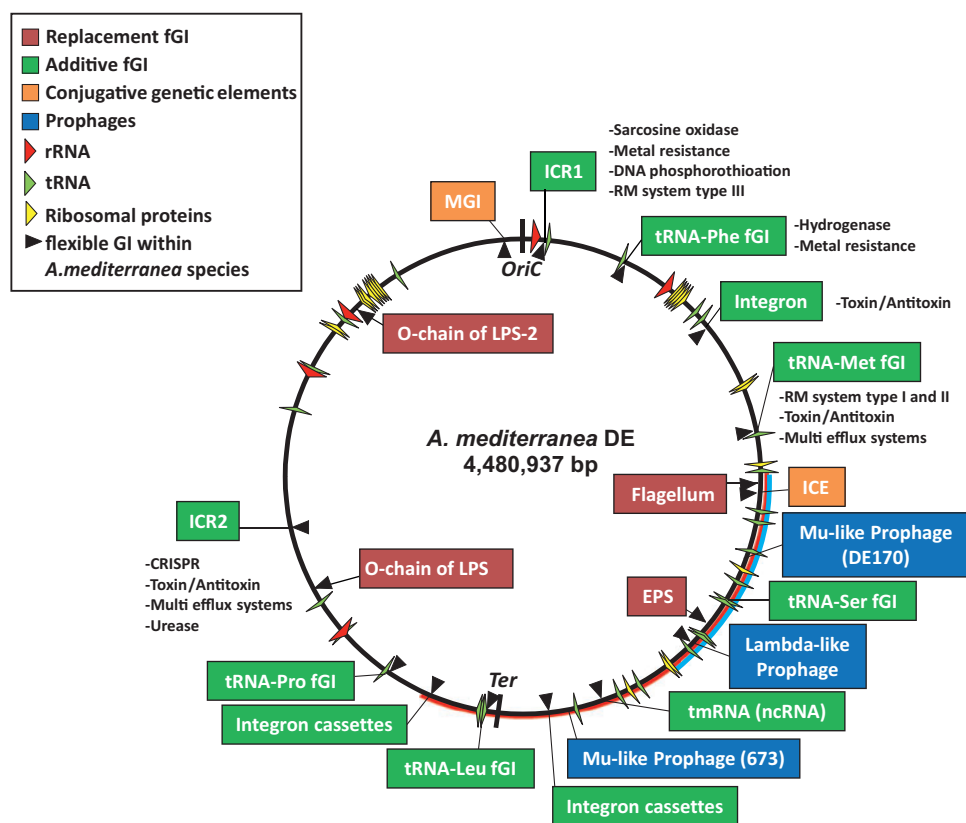 Replacement fGI
Additive fGI
Conjugative genetic elements
Prophages
rRNA
tRNA
Ribosomal proteins
flexible GI within
A.mediterranea species
-Sarcosine oxidase
-Metal resistance
-DNA phosphorothioation
-RM system type III
ICR1
MGI
OriC
tRNA-Phe fGI
-Hydrogenase
-Metal resistance
Integron
-Toxin/Antitoxin
O-chain of LPS-2
tRNA-Met fGI
-RM system type I and II
-Toxin/Antitoxin
-Multi efflux systems
A. mediterranea DE
4,480,937 bp
Flagellum
ICE
ICR2
-CRISPR
-Toxin/Antitoxin
-Multi efflux systems
-Urease
Mu-like Prophage
(DE170)
O-chain of LPS
EPS
tRNA-Ser fGI
Lambda-like
Prophage
tRNA-Pro fGI
Ter
Integron cassettes
tmRNA (ncRNA)
tRNA-Leu fGI
Mu-like Prophage (673)
Integron cassettes